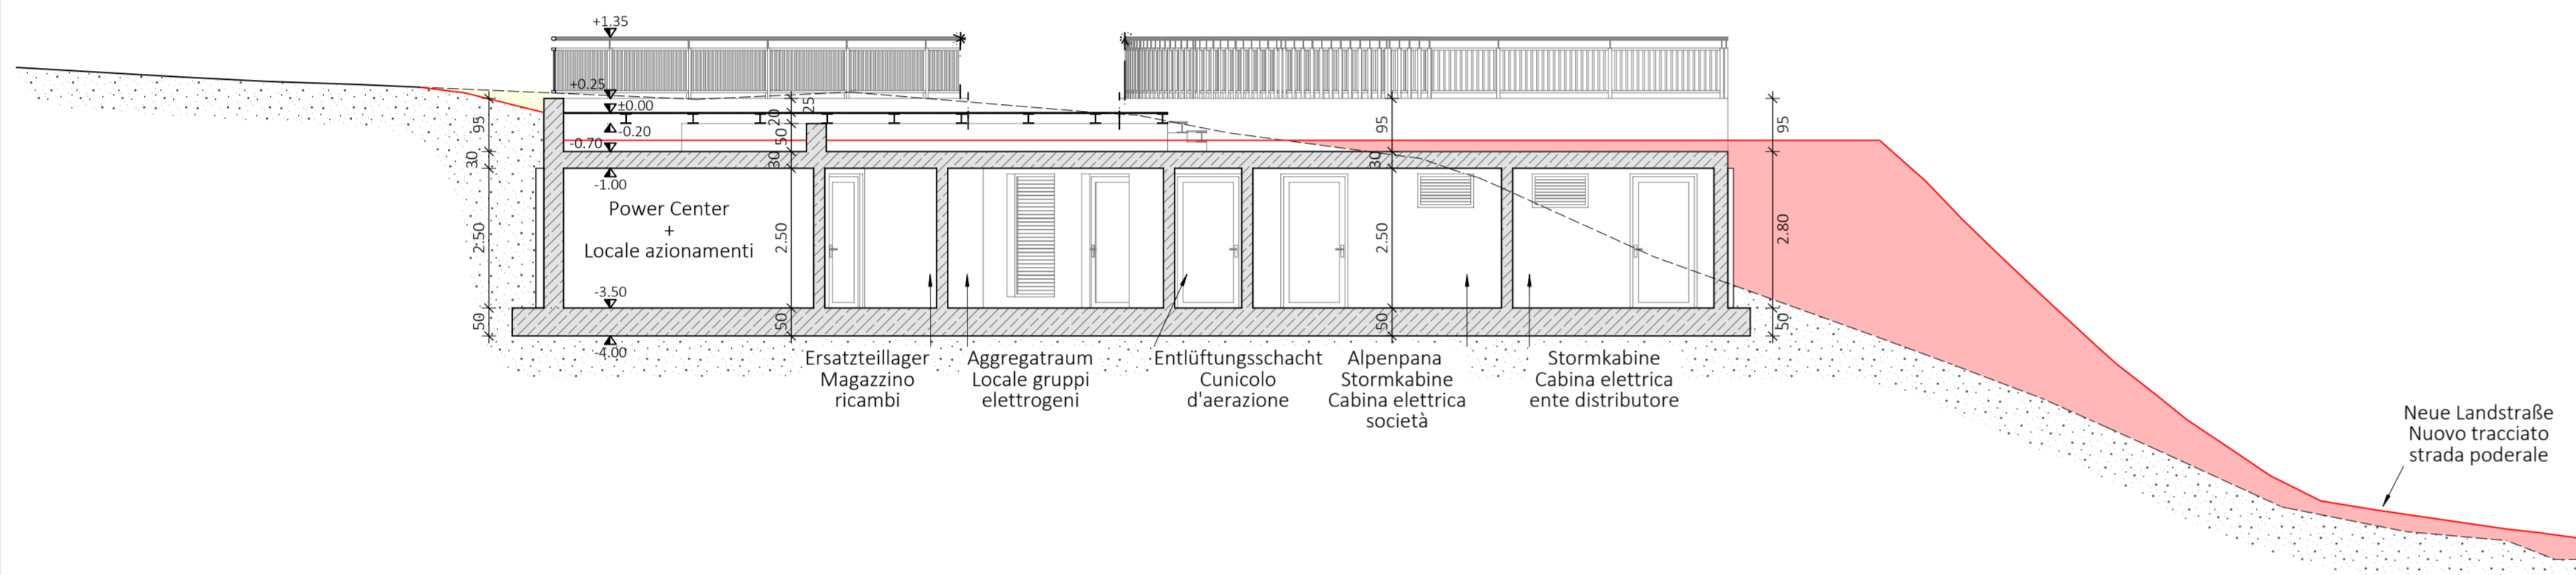 +1.35
+0.25
±0.00
-0.20
-0.70
-1.00
-3.50
-4.00
95
30
2.50
50
25
20
50
30
2.50
50
95
30
2.50
50
95
2.80
50
Power Center
+
Locale azionamenti
Ersatzteillager
Magazzino
ricambi
Aggregatraum
Locale gruppi
elettrogeni
Entlüftungsschacht
Cunicolo
d'aerazione
Alpenpana
Stormkabine
Cabina elettrica
società
Stormkabine
Cabina elettrica
ente distributore
Neue Landstraße
Nuovo tracciato
strada poderale